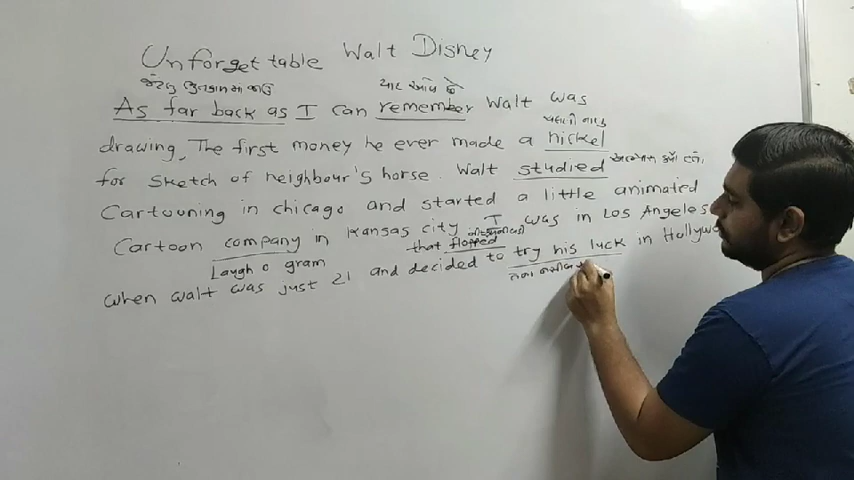 Unforgettable Walt Disney
યાદ આવે છે
As far back as I can remember Walt was
drawing. The first money he ever made a nickel
for sketch of neighbour's horse. Walt studied
Cartooning in chicago and started a little animated
Cartoon company in Kansas city I was in Los Angeles
that flopped
Laugh o gram
When walt was just 21 and decided to try his luck in Hollyw